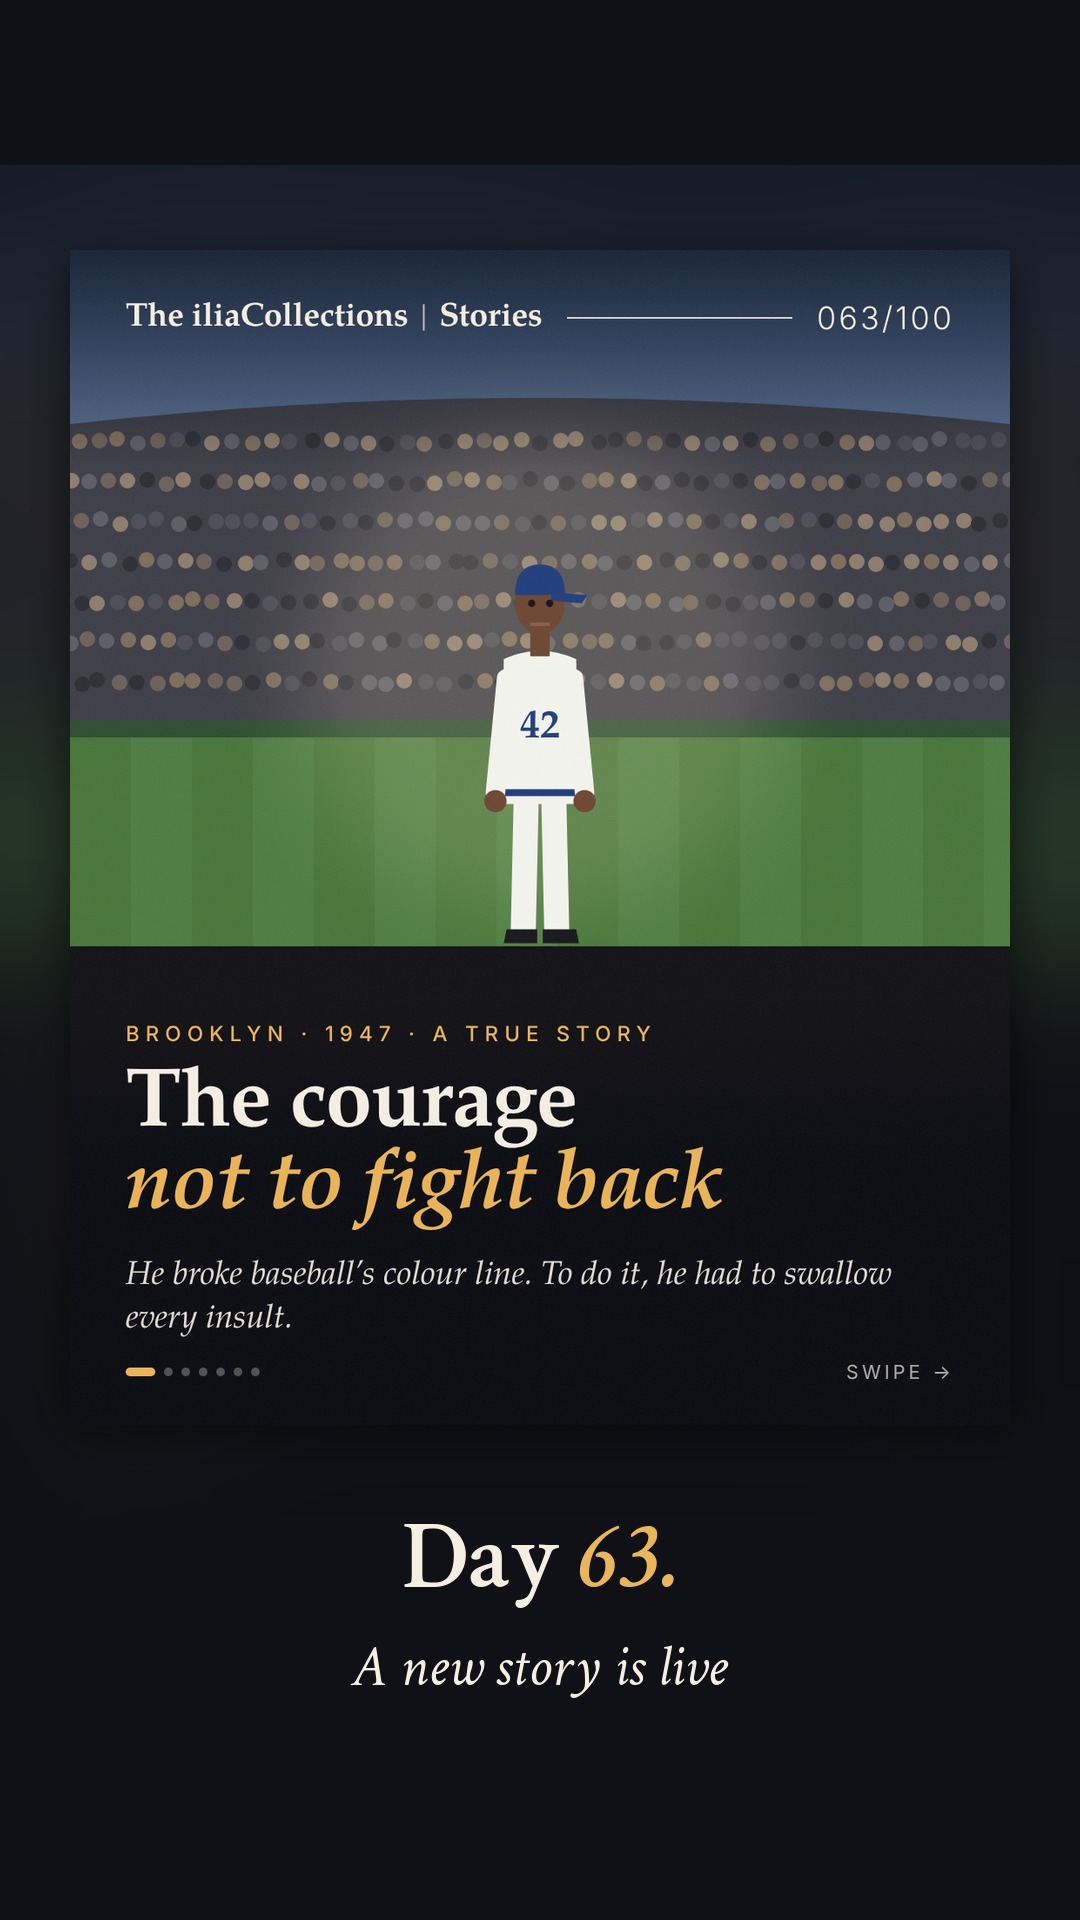 The iliaCollections | Stories 063/100
42
BROOKLYN · 1947 · A TRUE STORY
The courage
not to fight back
He broke baseball’s colour line. To do it, he had to swallow
every insult.
SWIPE →
Day 63.
A new story is live